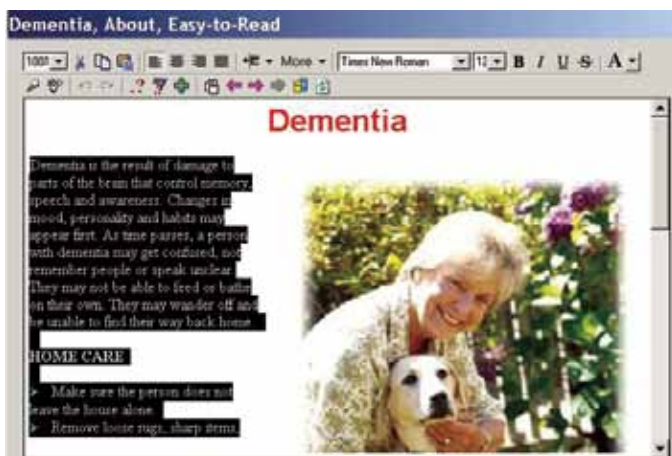 Dementia, About, Easy-to-Read
More
Times New Roman
12
B I U S A
Dementia
Dementia is the result of damage to
parts of the brain that control memory,
speech and awareness. Changes in
mood, personality and habits may
appear first. As time passes, a person
with dementia may get confused, not
remember people or speak unclear.
They may not be able to feed or bathe
on their own. They may wander off and
be unable to find their way back home.
HOME CARE
➢ Make sure the person does not
leave the house alone.
➢ Remove loose rugs, sharp items,